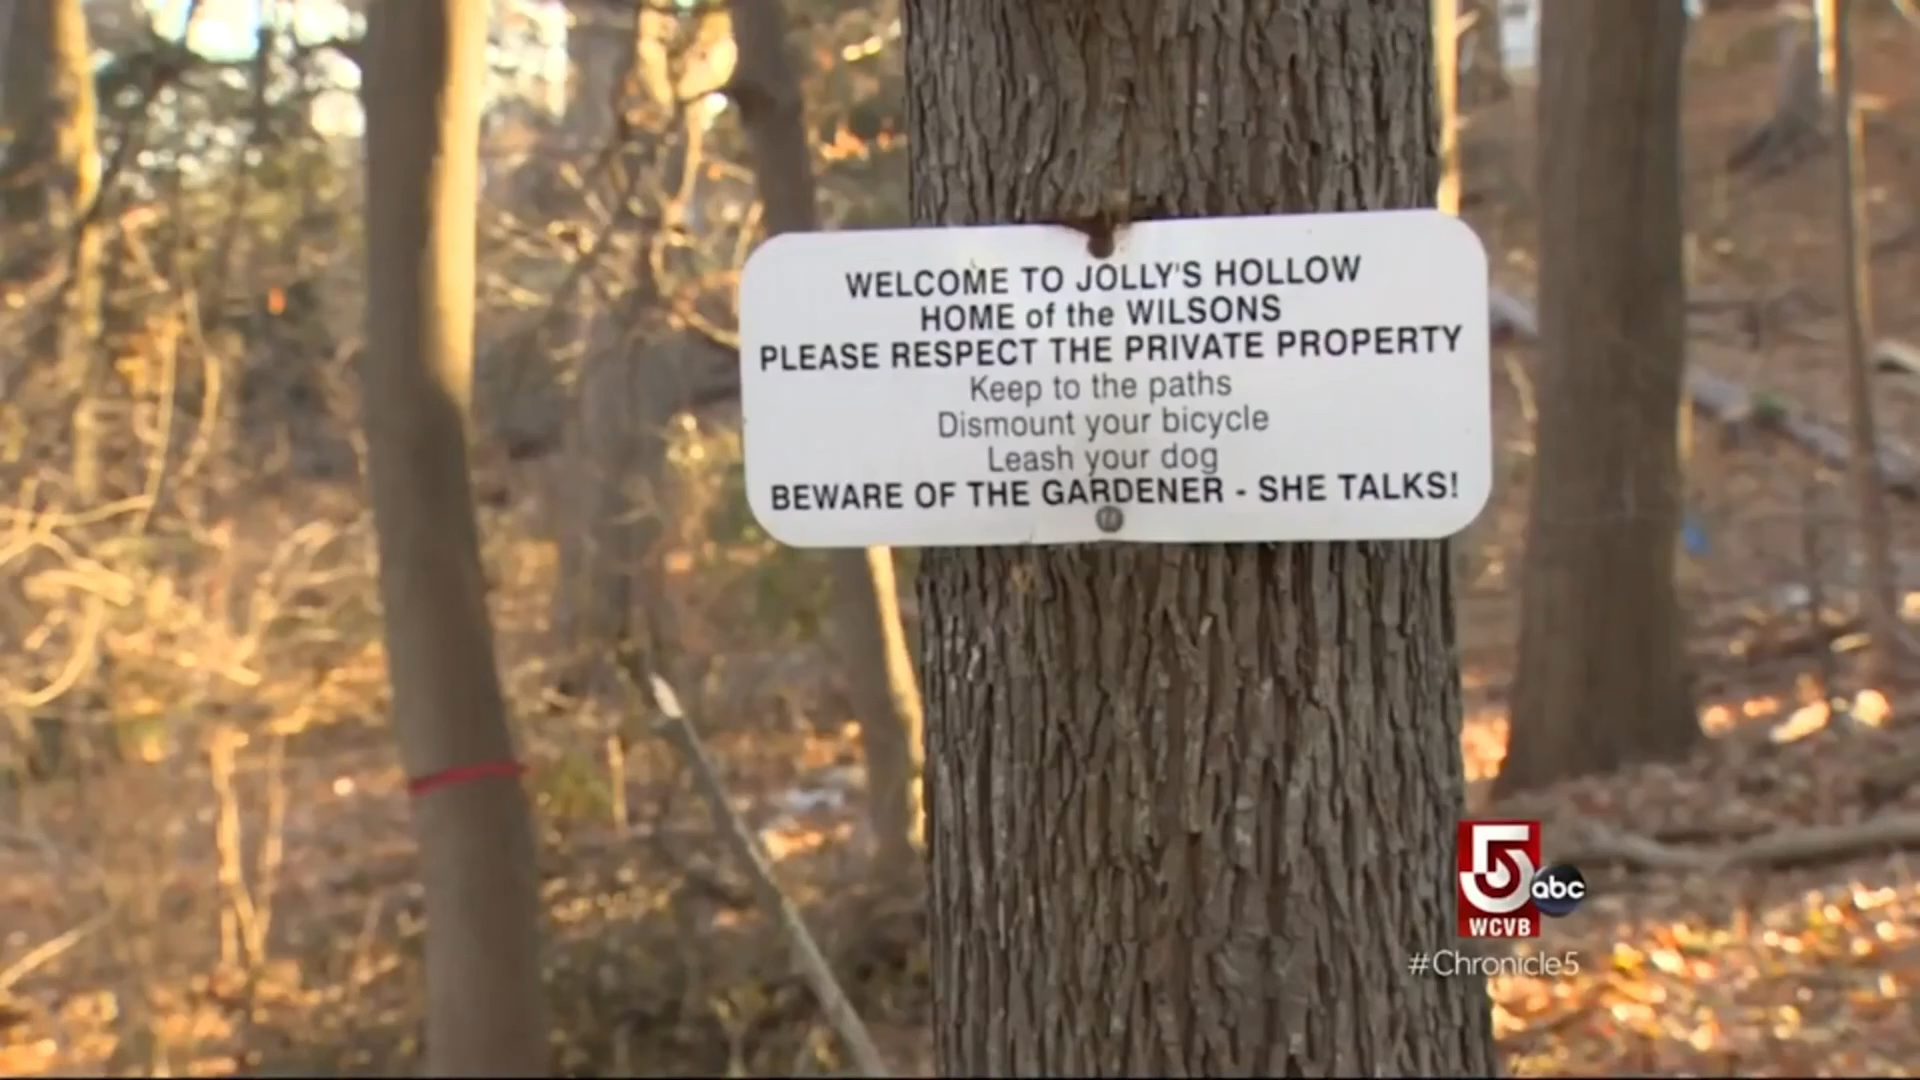 WELCOME TO JOLLY'S HOLLOW
HOME of the WILSONS
PLEASE RESPECT THE PRIVATE PROPERTY
Keep to the paths
Dismount your bicycle
Leash your dog
BEWARE OF THE GARDENER - SHE TALKS!
5 abc
WCVB
#Chronicle5